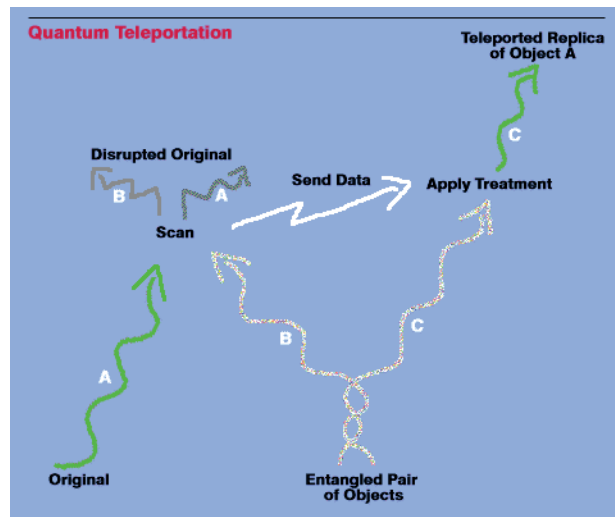 Quantum Teleportation
Teleported Replica
of Object A
C
Disrupted Original
B
A
Send Data
Apply Treatment
Scan
B
C
A
Original
Entangled Pair
of Objects